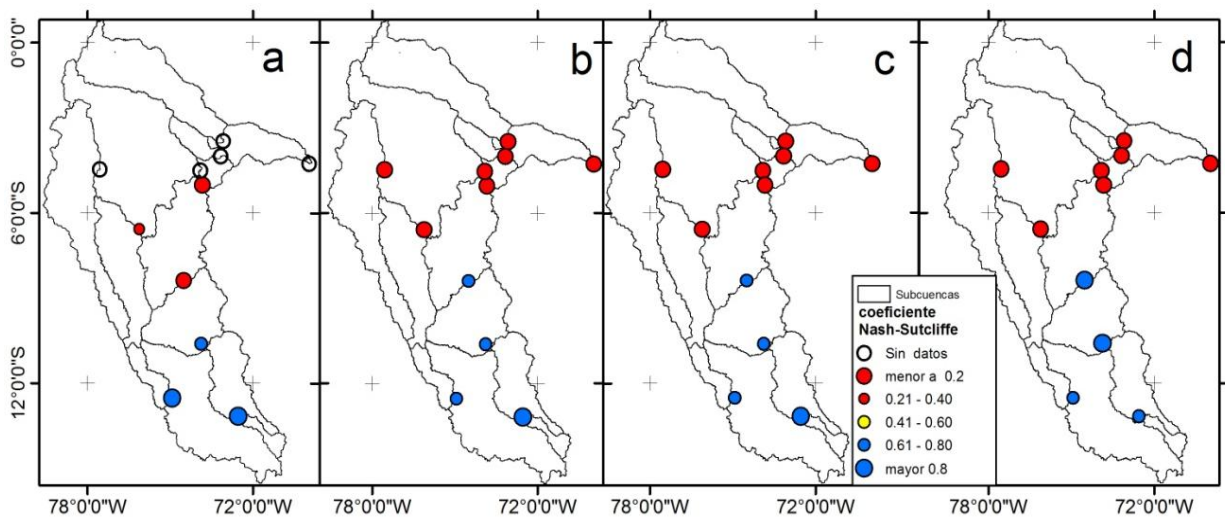 a
b
c
d
0°0'0"
6°0'0"S
12°0'0"S
Subcuencas
coeficiente
Nash-Sutcliffe
Sin datos
menor a 0.2
0.21 - 0.40
0.41 - 0.60
0.61 - 0.80
mayor 0.8
78°0'0"W
72°0'0"W
78°0'0"W
72°0'0"W
78°0'0"W
72°0'0"W
78°0'0"W
72°0'0"W